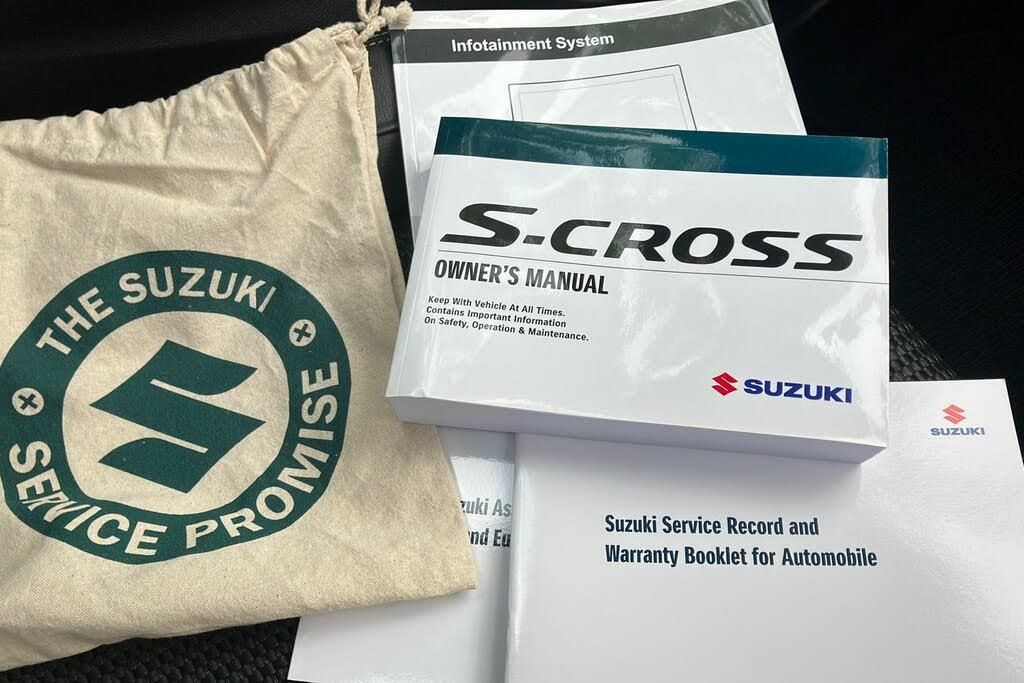 Infotainment System
S-CROSS
OWNER'S MANUAL
Keep With Vehicle At All Times.
Contains Important Information
On Safety, Operation & Maintenance.
SUZUKI
THE SUZUKI
SERVICE PROMISE
SUZUKI
Suzuki Service Record and
Warranty Booklet for Automobile